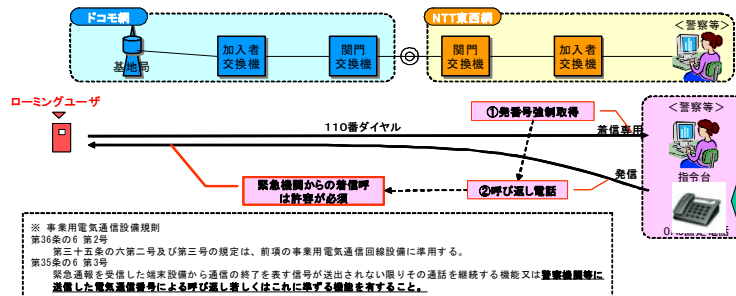 ドコモ網
NTT東西網
<警察等>
基地局
加入者
交換機
関門
交換機
関門
交換機
加入者
交換機
ローミングユーザ
①発番号強制取得
<警察等>
110番ダイヤル
着信専用
緊急機関からの着信呼
は許容が必須
②呼び返し電話
発信
指令台
※ 事業用電気通信設備規則
第36条の6 第2号
第三十五条の六第二号及び第三号の規定は、前項の事業用電気通信回線設備に準用する。
第35条の6 第3号
緊急通報を受信した端末設備から通信の終了を表す信号が送出されない限りその通話を継続する機能又は警察機関等に
送信した電気通信番号による呼び返し若しくはこれに準ずる機能を有すること。